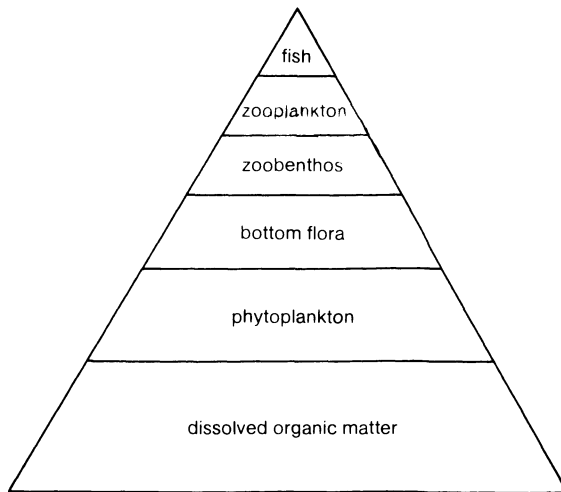 fish
zooplankton
zoobenthos
bottom flora
phytoplankton
dissolved organic matter